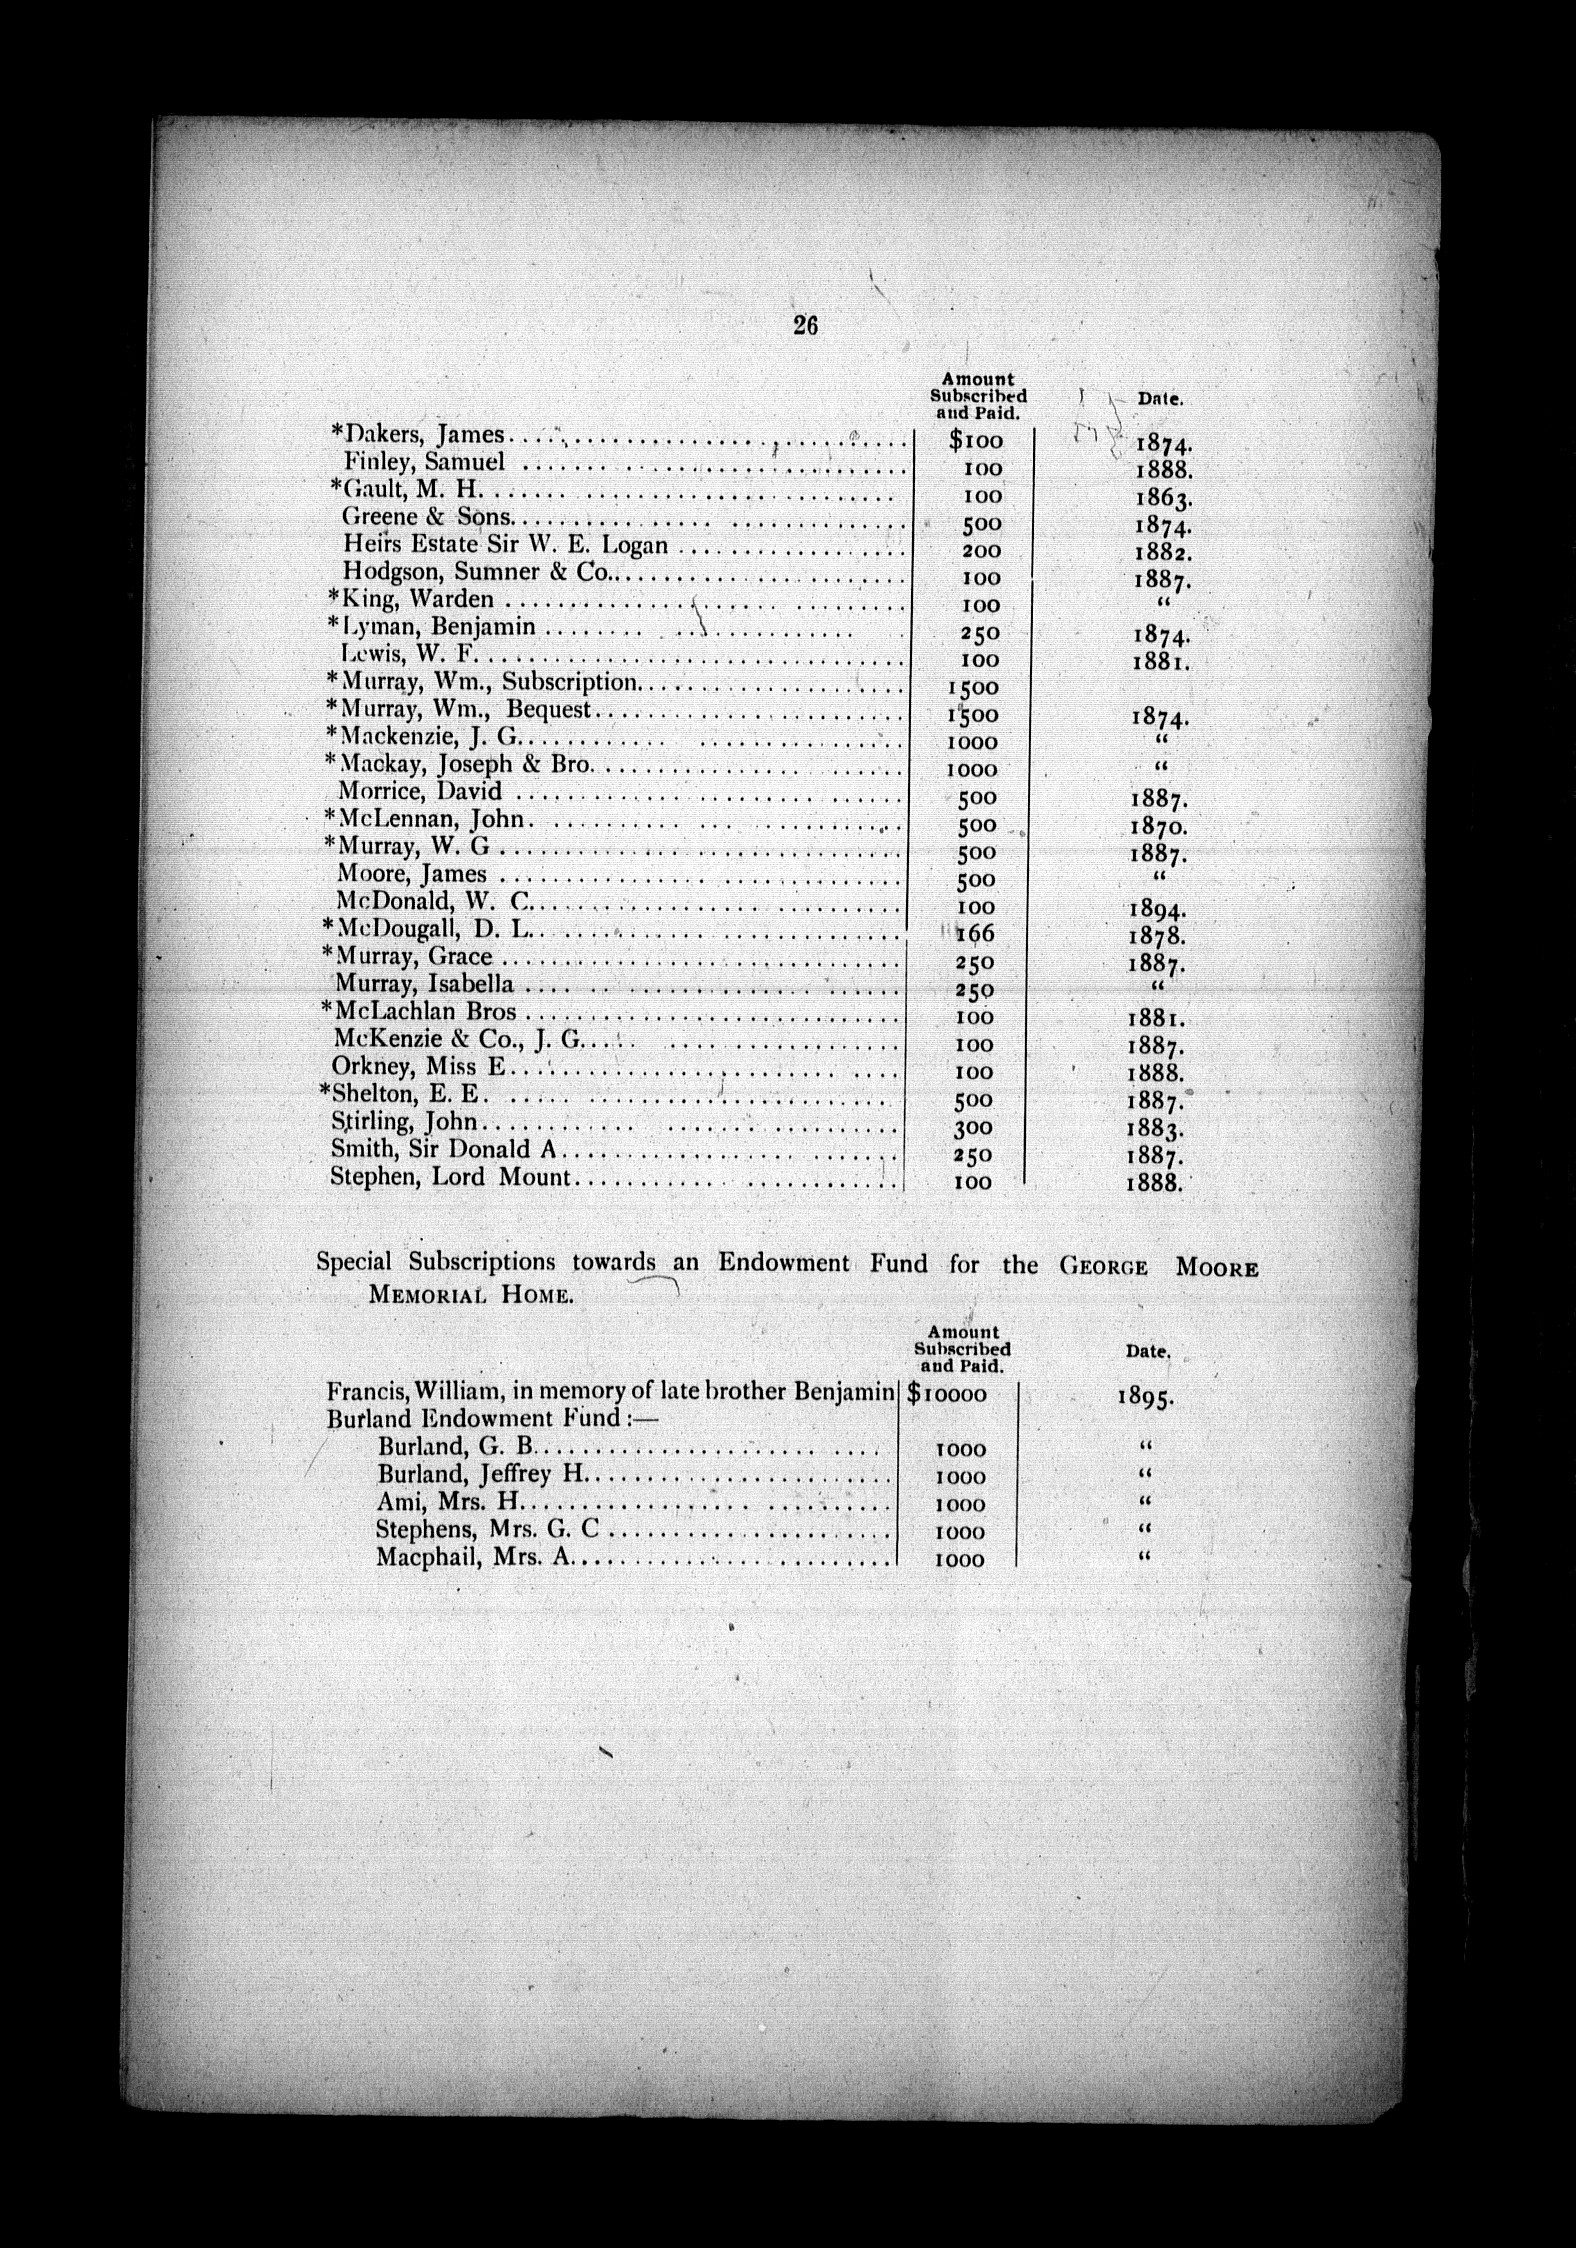 26
Amount
Subscribed
and Paid.
Date.
*Dakers, James $100 1874.
Finley, Samuel 100 1888.
*Gault, M. H. 100 1863.
Greene & Sons. 500 1874.
Heirs Estate Sir W. E. Logan 200 1882.
Hodgson, Sumner & Co. 100 1887.
*King, Warden 100 “
*Lyman, Benjamin 250 1874.
Lewis, W. F. 100 1881.
*Murray, Wm., Subscription. 1500
*Murray, Wm., Bequest 1500 1874.
*Mackenzie, J. G. 1000 “
*Mackay, Joseph & Bro. 1000 “
Morrice, David 500 1887.
*McLennan, John 500 1870.
*Murray, W. G 500 1887.
Moore, James 500 “
McDonald, W. C. 100 1894.
*McDougall, D. L. 166 1878.
*Murray, Grace 250 1887.
Murray, Isabella 250 “
*McLachlan Bros 100 1881.
McKenzie & Co., J. G. 100 1887.
Orkney, Miss E 100 1888.
*Shelton, E. E. 500 1887.
Stirling, John 300 1883.
Smith, Sir Donald A 250 1887.
Stephen, Lord Mount 100 1888.
Special Subscriptions towards an Endowment Fund for the GEORGE MOORE
MEMORIAL HOME.
Amount
Subscribed
and Paid.
Date.
Francis, William, in memory of late brother Benjamin $10000 1895.
Burland Endowment Fund :—
Burland, G. B. 1000 “
Burland, Jeffrey H. 1000 “
Ami, Mrs. H. 1000 “
Stephens, Mrs. G. C 1000 “
Macphail, Mrs. A. 1000 “